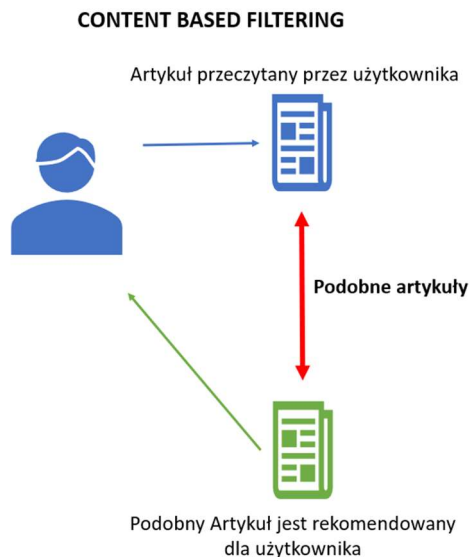 CONTENT BASED FILTERING
Artykuł przeczytany przez użytkownika
Podobne artykuły
Podobny Artykuł jest rekomendowany
dla użytkownika